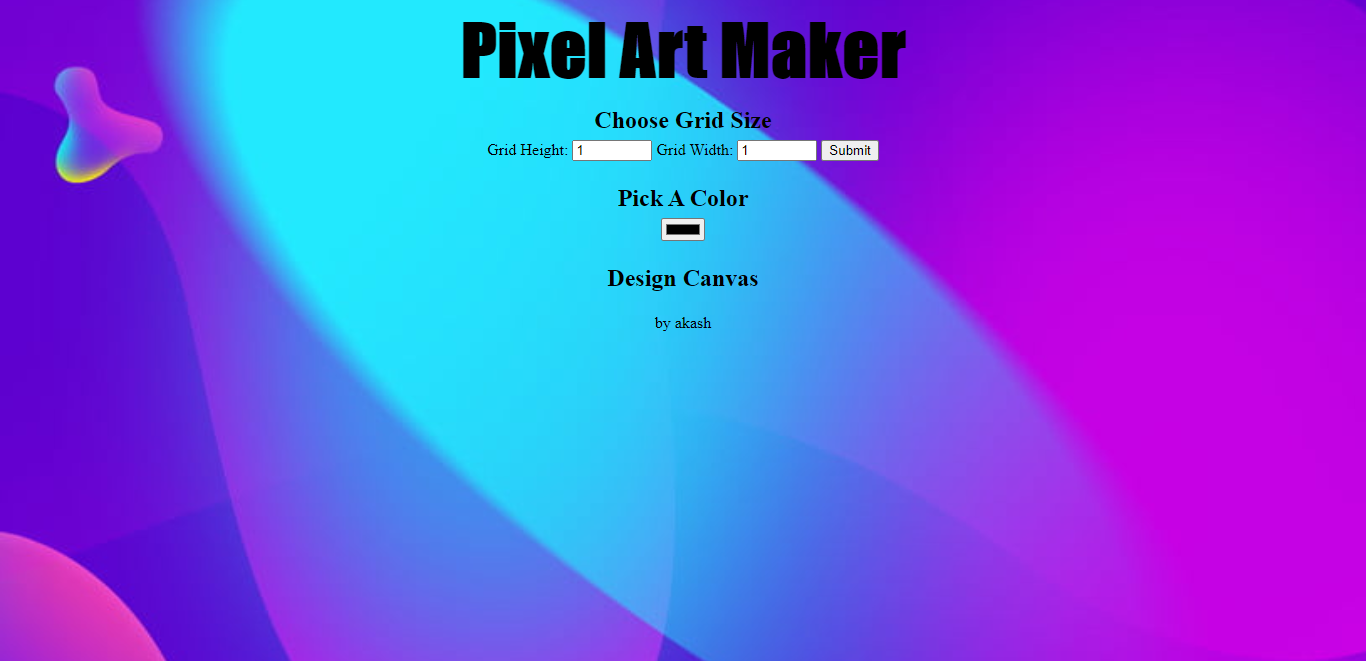 Pixel Art Maker
Choose Grid Size
Grid Height: 1 Grid Width: 1 Submit
Pick A Color
Design Canvas
by akash